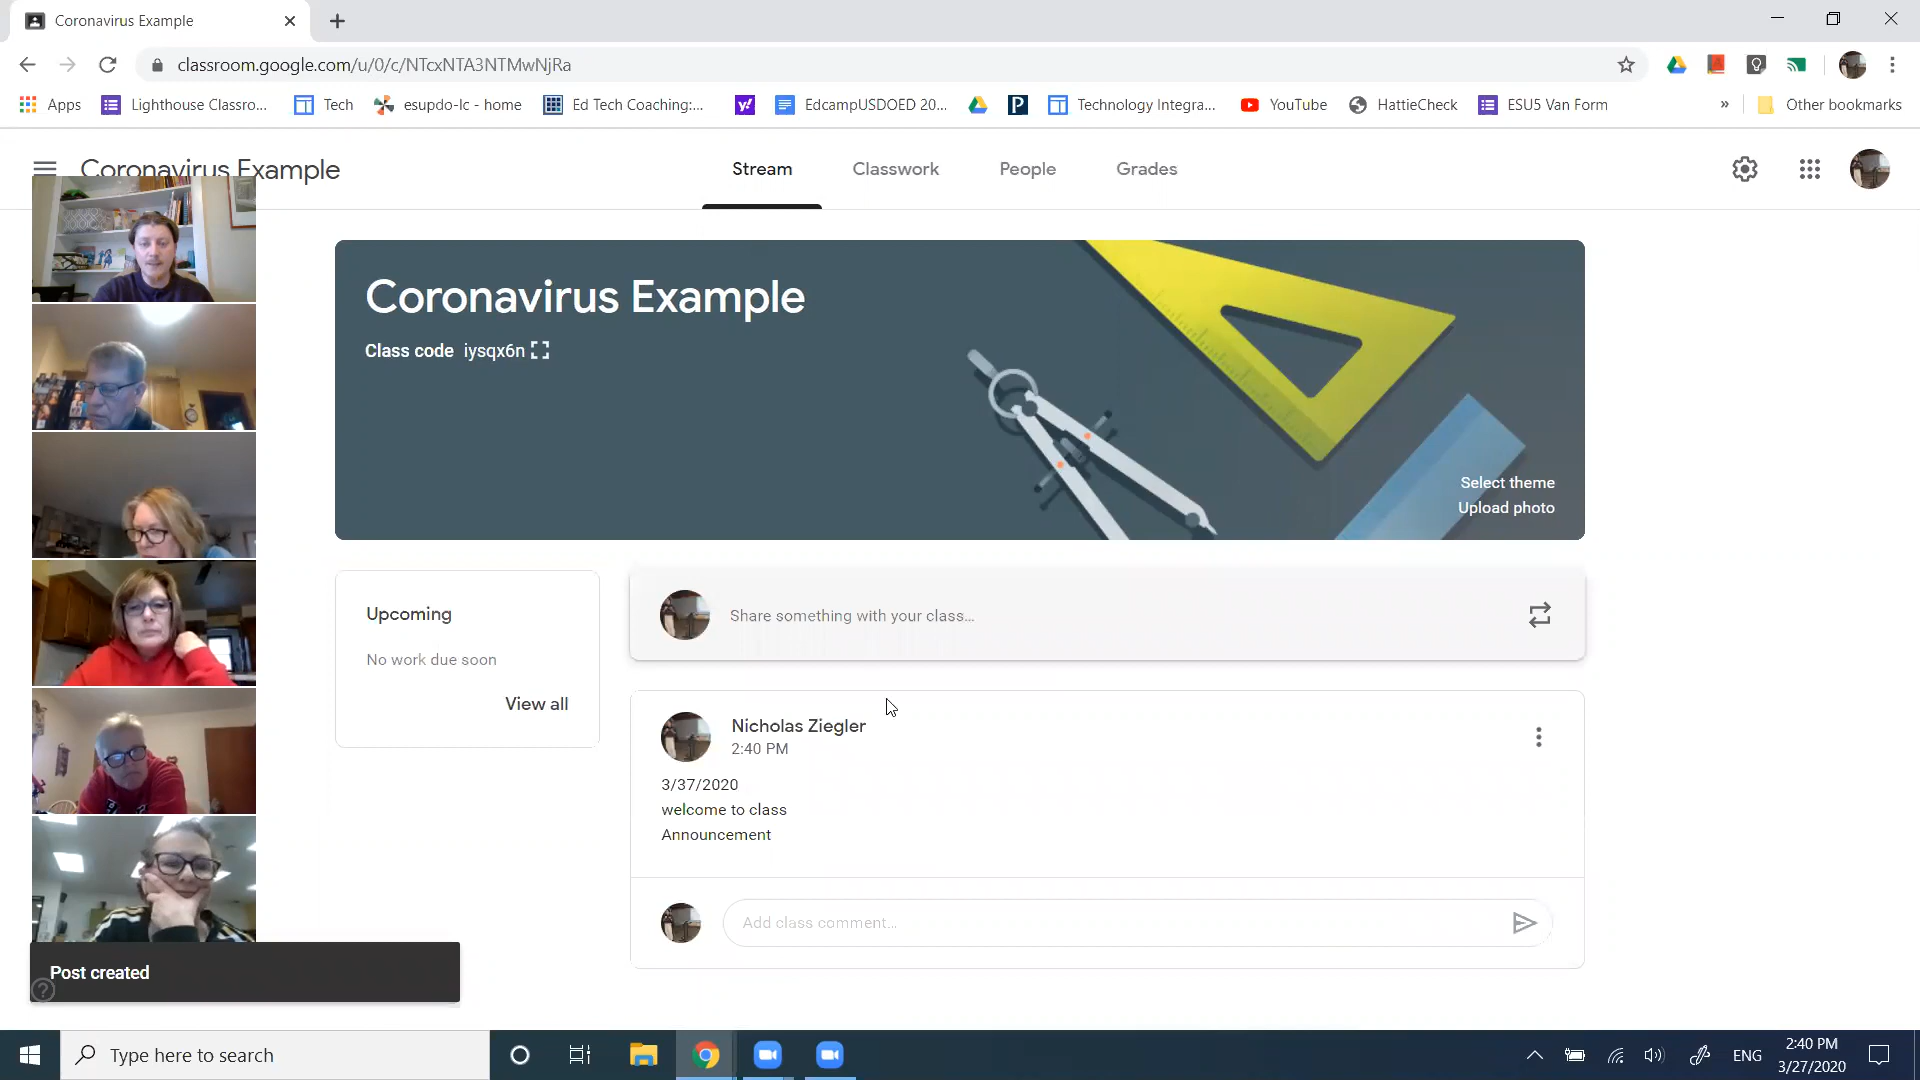 Coronavirus Example
classroom.google.com/u/0/c/NTcxNTA3NTMwNjRa
Apps Lighthouse Classro... Tech esupdo-lc - home Ed Tech Coaching:... EdcampUSDOED 20... Technology Integra... YouTube HattieCheck ESU5 Van Form » Other bookmarks
Coronavirus Example Stream Classwork People Grades
Coronavirus Example
Class code iysqx6n
Select theme
Upload photo
Upcoming
No work due soon
View all
Share something with your class...
Nicholas Ziegler
2:40 PM
3/37/2020
welcome to class
Announcement
Add class comment...
Post created
Type here to search
ENG
2:40 PM
3/27/2020